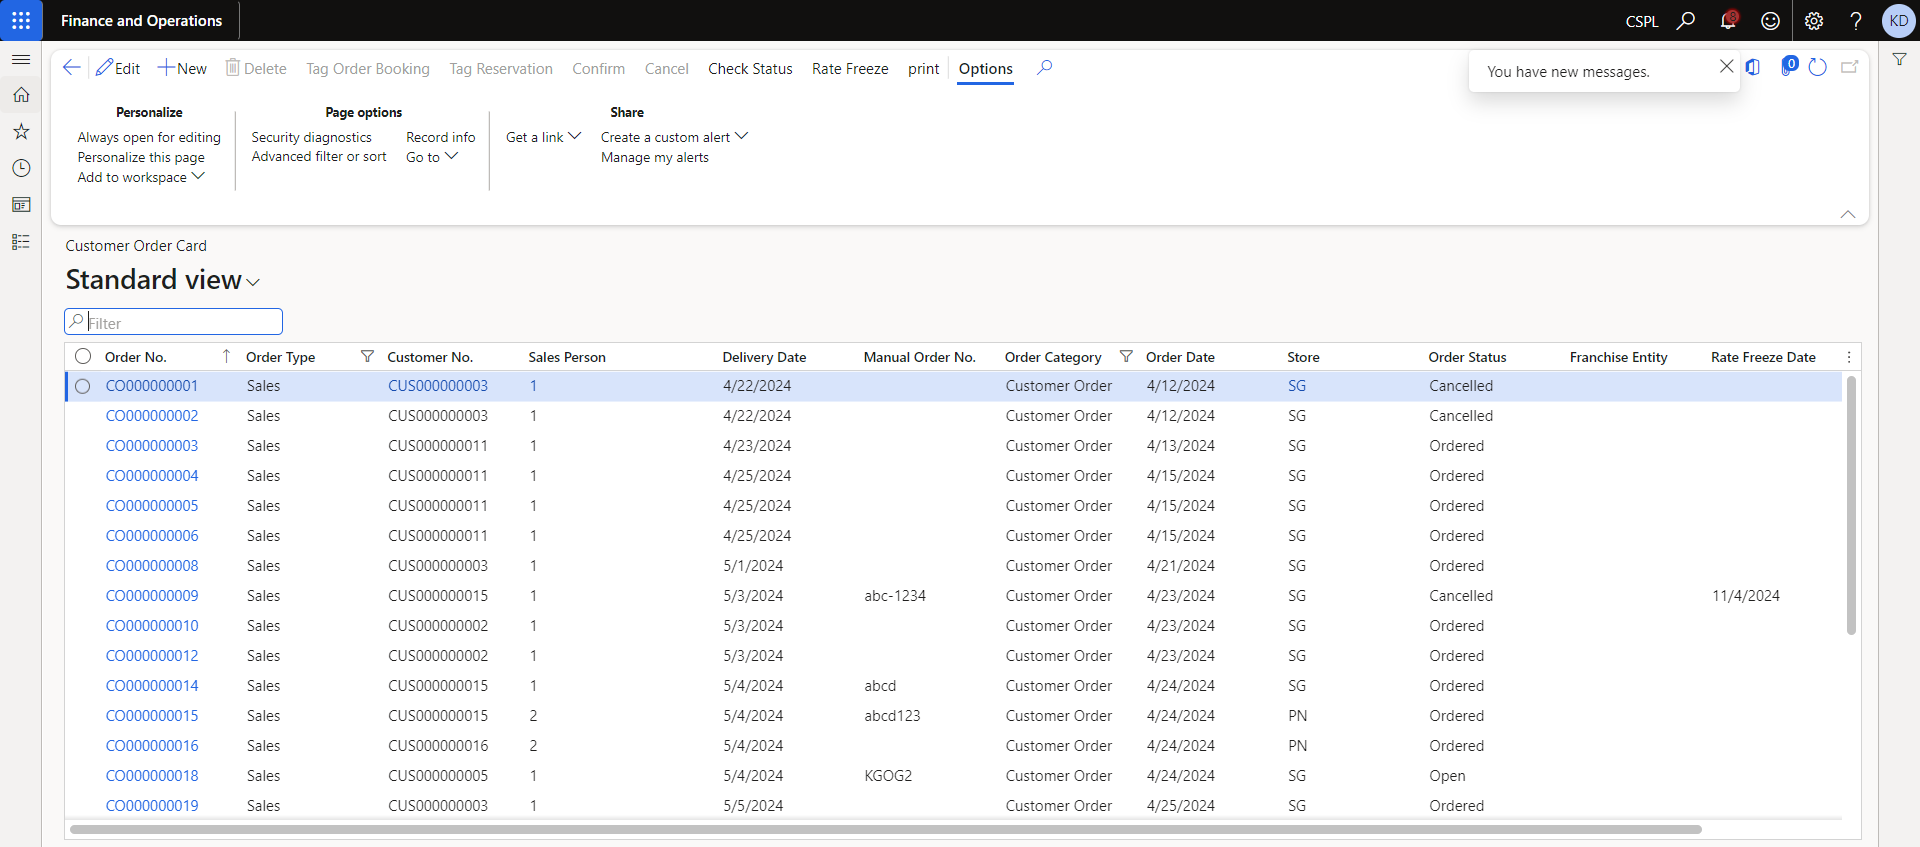 Finance and Operations
CSPL
8
KD
Edit New Delete Tag Order Booking Tag Reservation Confirm Cancel Check Status Rate Freeze print Options
You have new messages.
0
Personalize
Always open for editing
Personalize this page
Add to workspace
Page options
Security diagnostics Record info
Advanced filter or sort Go to
Get a link
Share
Create a custom alert
Manage my alerts
Customer Order Card
Standard view
Filter
Order No. Order Type Customer No. Sales Person Delivery Date Manual Order No. Order Category Order Date Store Order Status Franchise Entity Rate Freeze Date
CO000000001 Sales CUS000000003 1 4/22/2024 Customer Order 4/12/2024 SG Cancelled
CO000000002 Sales CUS000000003 1 4/22/2024 Customer Order 4/12/2024 SG Cancelled
CO000000003 Sales CUS000000011 1 4/23/2024 Customer Order 4/13/2024 SG Ordered
CO000000004 Sales CUS000000011 1 4/25/2024 Customer Order 4/15/2024 SG Ordered
CO000000005 Sales CUS000000011 1 4/25/2024 Customer Order 4/15/2024 SG Ordered
CO000000006 Sales CUS000000011 1 4/25/2024 Customer Order 4/15/2024 SG Ordered
CO000000008 Sales CUS000000003 1 5/1/2024 Customer Order 4/21/2024 SG Ordered
CO000000009 Sales CUS000000015 1 5/3/2024 abc-1234 Customer Order 4/23/2024 SG Cancelled 11/4/2024
CO000000010 Sales CUS000000002 1 5/3/2024 Customer Order 4/23/2024 SG Ordered
CO000000012 Sales CUS000000002 1 5/3/2024 Customer Order 4/23/2024 SG Ordered
CO000000014 Sales CUS000000015 1 5/4/2024 abcd Customer Order 4/24/2024 SG Ordered
CO000000015 Sales CUS000000015 2 5/4/2024 abcd123 Customer Order 4/24/2024 PN Ordered
CO000000016 Sales CUS000000016 2 5/4/2024 Customer Order 4/24/2024 PN Ordered
CO000000018 Sales CUS000000005 1 5/4/2024 KGOG2 Customer Order 4/24/2024 SG Open
CO000000019 Sales CUS000000003 1 5/5/2024 Customer Order 4/25/2024 SG Ordered